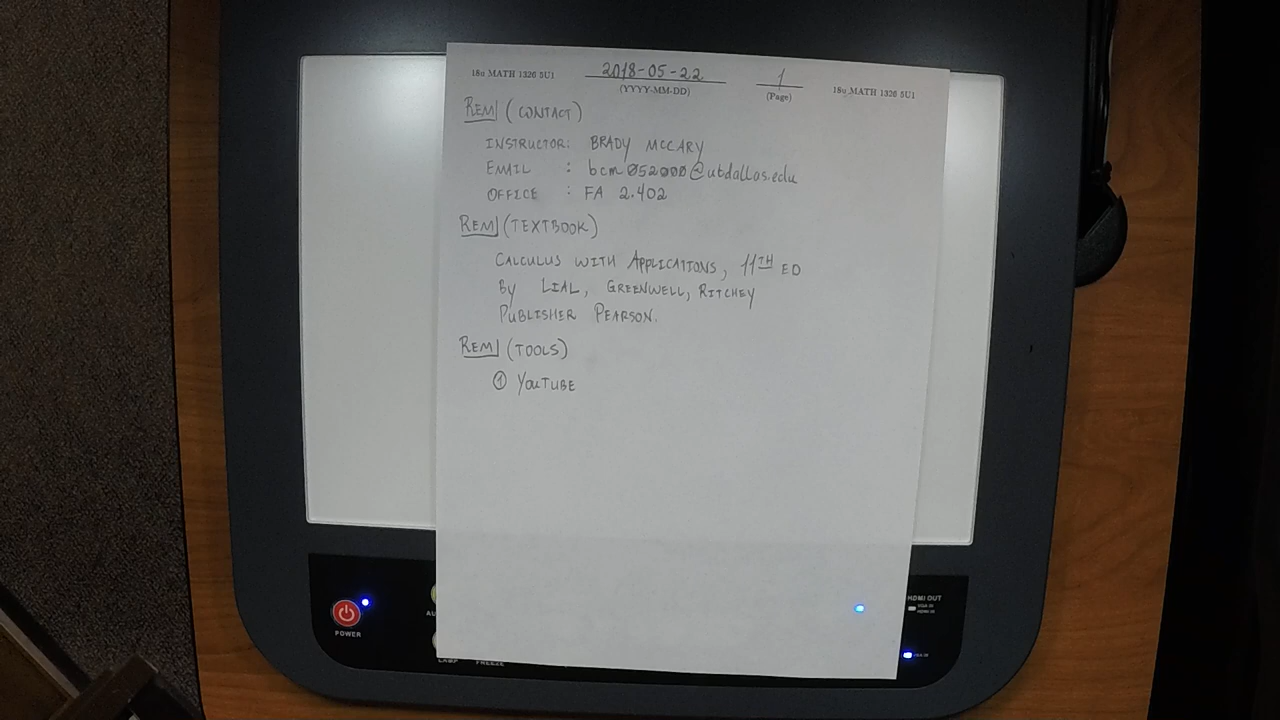 18u MATH 1326 5U1 2018-05-22 1 18u MATH 1326 5U1
(YYYY-MM-DD) (Page)
REM (CONTACT)
INSTRUCTOR: BRADY MCCARY
EMAIL : bcm052000@utdallas.edu
OFFICE : FA 2.402
REM (TEXTBOOK)
CALCULUS WITH APPLICATIONS, 11TH ED
BY LIAL, GREENWELL, RITCHEY
PUBLISHER PEARSON.
REM (TOOLS)
① YOUTUBE
POWER
HDMI OUT